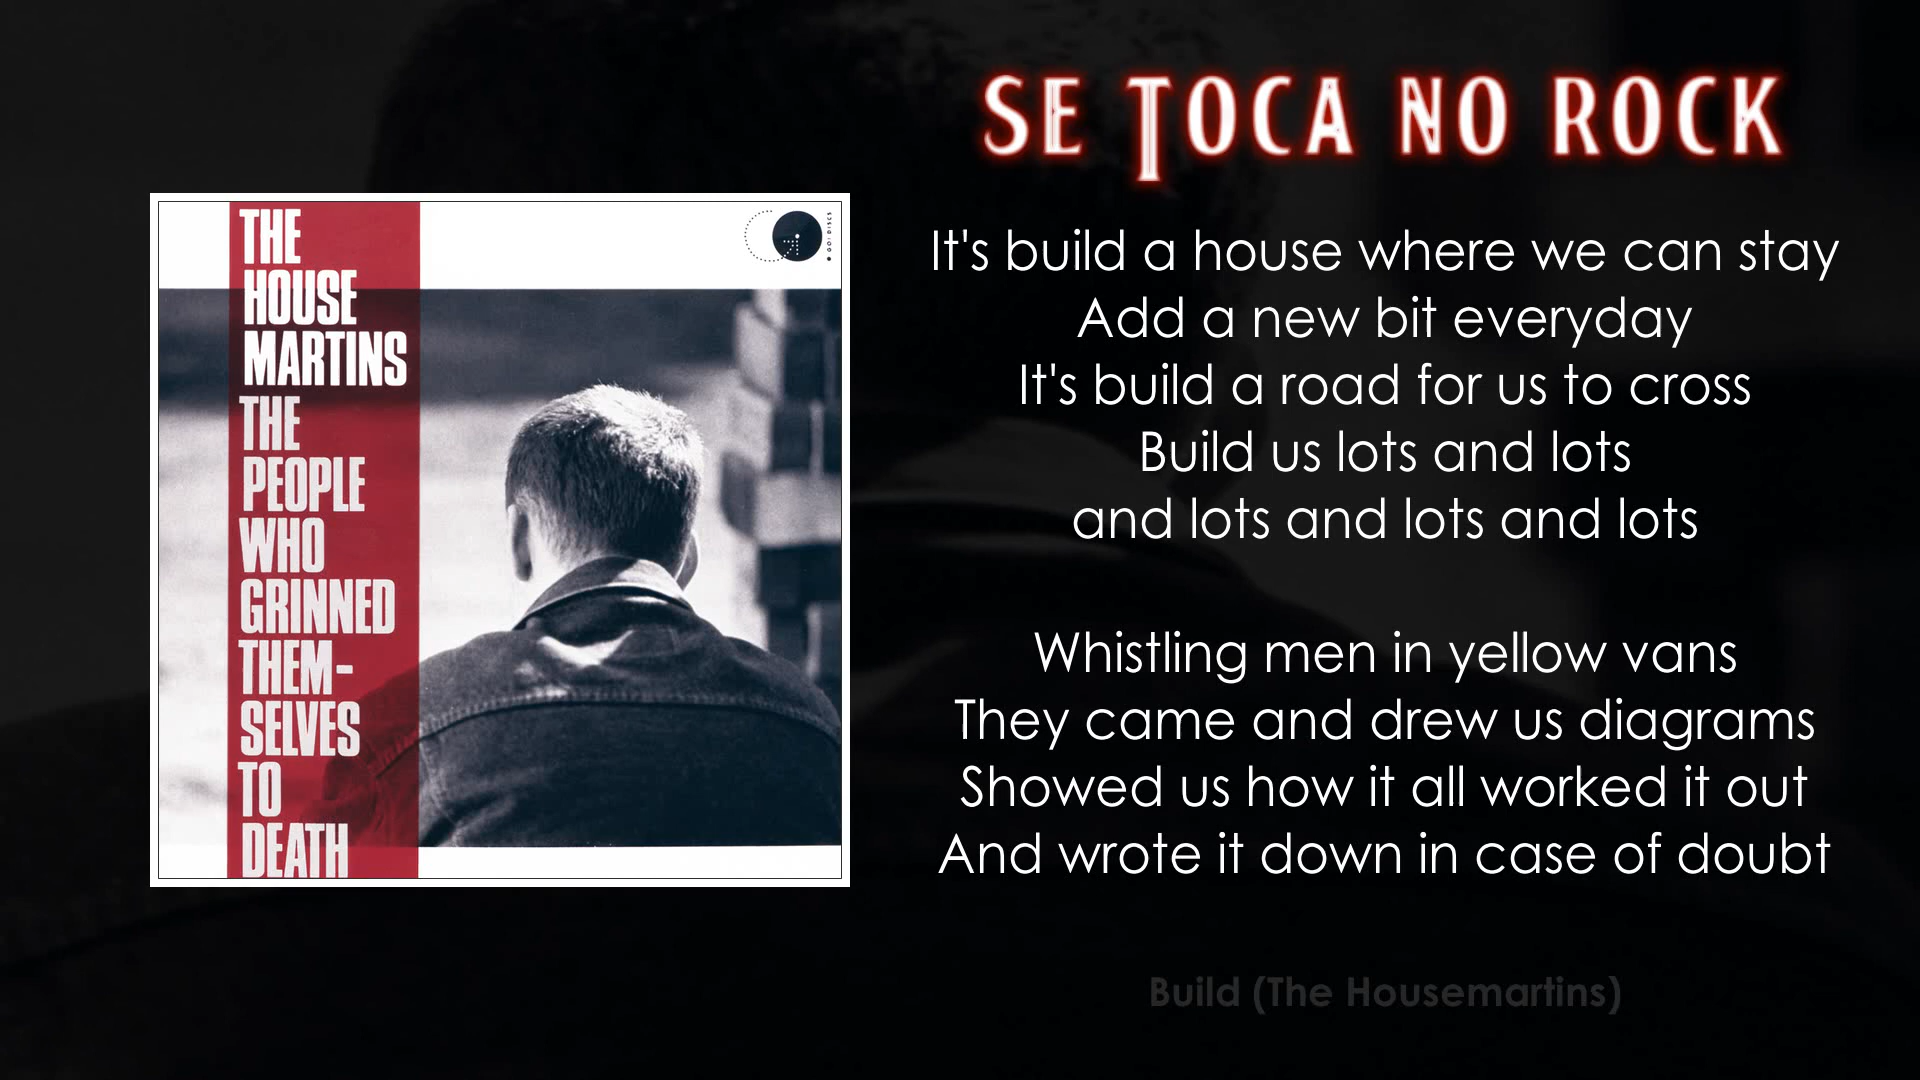 SE TOCA NO ROCK
THE
HOUSE
MARTINS
THE
PEOPLE
WHO
GRINNED
THEM-
SELVES
TO
DEATH
GO! DISCS
It's build a house where we can stay
Add a new bit everyday
It's build a road for us to cross
Build us lots and lots
and lots and lots and lots
Whistling men in yellow vans
They came and drew us diagrams
Showed us how it all worked it out
And wrote it down in case of doubt
Build (The Housemartins)